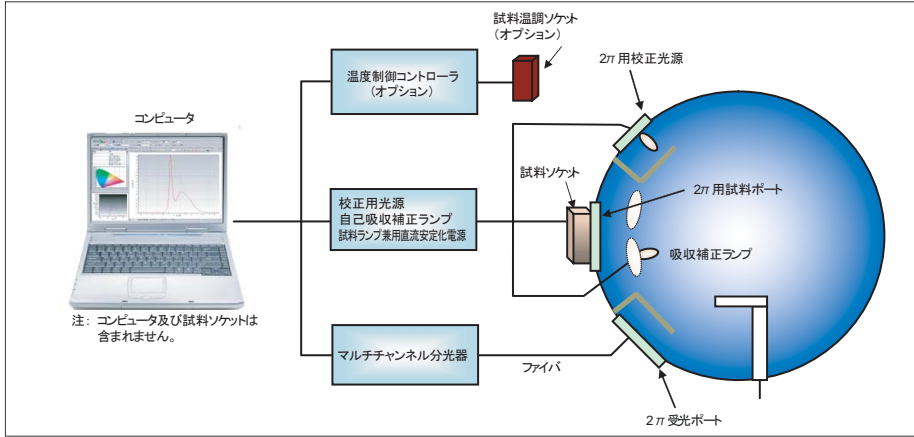 試料温調ソケット
(オプション)
2π用校正光源
温度制御コントローラ
(オプション)
コンピュータ
試料ソケット
2π用試料ポート
校正用光源
自己吸収補正ランプ
試料ランプ兼用直流安定化電源
吸収補正ランプ
注： コンピュータ及び試料ソケットは
含まれません。
マルチチャンネル分光器
ファイバ
2π受光ポート